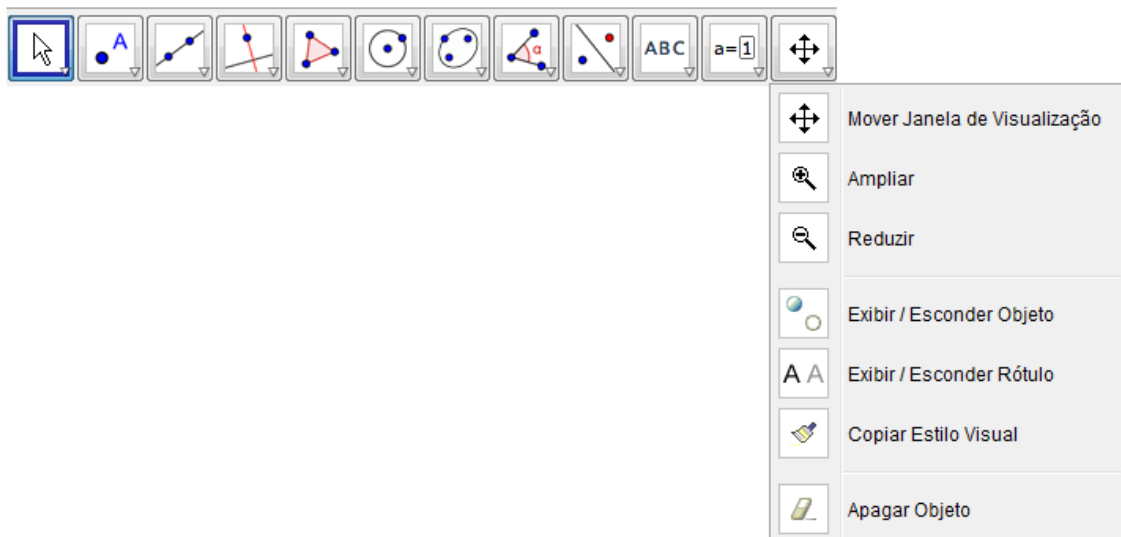 A
α
ABC
a=1
Mover Janela de Visualização
Ampliar
Reduzir
Exibir / Esconder Objeto
A A
Exibir / Esconder Rótulo
Copiar Estilo Visual
Apagar Objeto